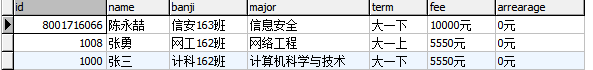 id name banji major term fee arrearage
8001716066 陈永喆 信安163班 信息安全 大一下 10000元 0元
1008 张勇 网工162班 网络工程 大一上 5550元 0元
1000 张三 计科162班 计算机科学与技术 大一下 5550元 0元